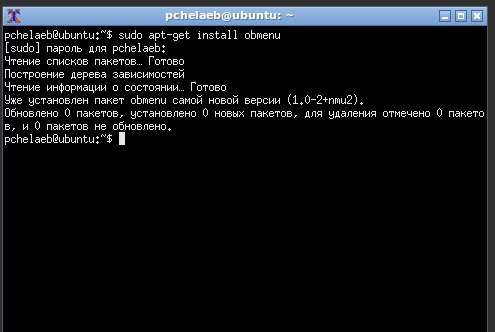 pchelaeb@ubuntu: ~
pchelaeb@ubuntu:~$ sudo apt-get install obmenu
[sudo] пароль для pchelaeb:
Чтение списков пакетов… Готово
Построение дерева зависимостей
Чтение информации о состоянии… Готово
Уже установлен пакет obmenu самой новой версии (1.0-2+nmu2).
Обновлено 0 пакетов, установлено 0 новых пакетов, для удаления отмечено 0 пакето
в, и 0 пакетов не обновлено.
pchelaeb@ubuntu:~$